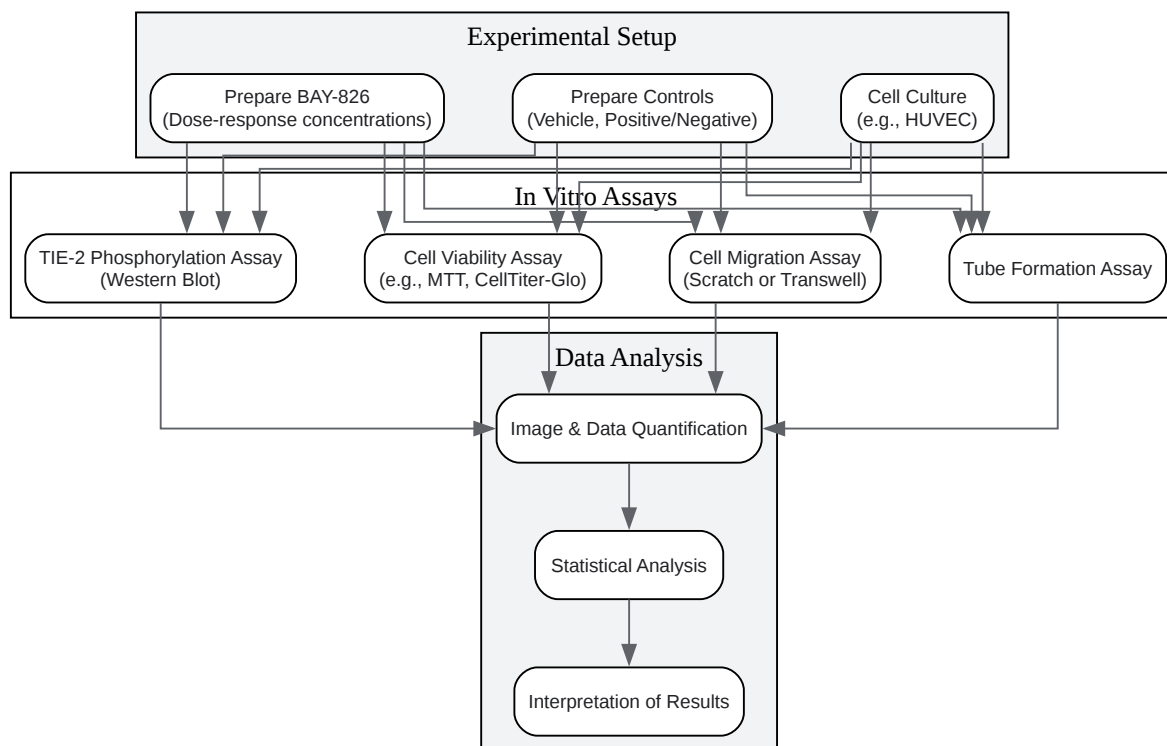 Experimental Setup
Prepare BAY-826
(Dose-response concentrations)
Prepare Controls
(Vehicle, Positive/Negative)
Cell Culture
(e.g., HUVEC)
In Vitro Assays
TIE-2 Phosphorylation Assay
(Western Blot)
Cell Viability Assay
(e.g., MTT, CellTiter-Glo)
Cell Migration Assay
(Scratch or Transwell)
Tube Formation Assay
Data Analysis
Image & Data Quantification
Statistical Analysis
Interpretation of Results